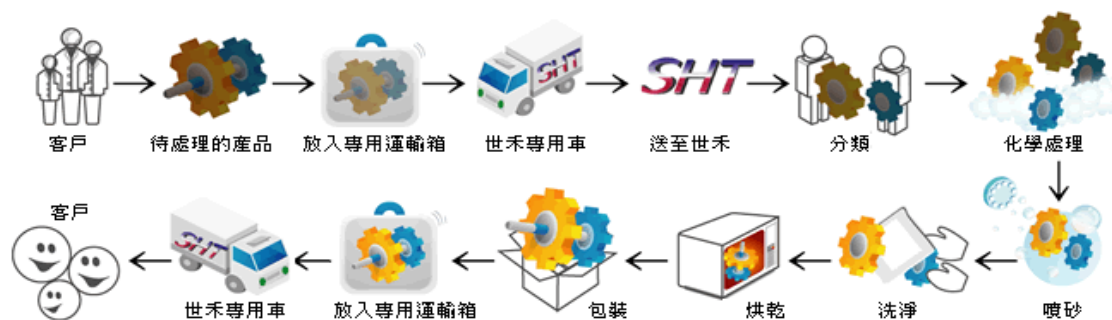 SHT
SHT
客戶
待處理的產品
放入專用運輸箱
世禾專用車
送至世禾
分類
化學處理
客戶
SHT
世禾專用車
放入專用運輸箱
包裝
烘乾
洗淨
噴砂